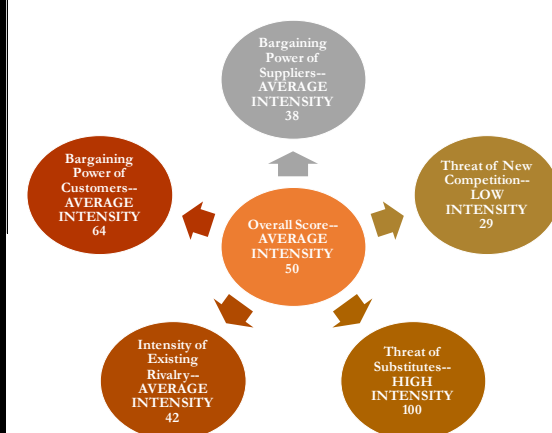 Bargaining
Power of
Suppliers--
AVERAGE
INTENSITY
38
Bargaining
Power of
Customers--
AVERAGE
INTENSITY
64
Threat of New
Competition--
LOW
INTENSITY
29
Overall Score--
AVERAGE
INTENSITY
50
Intensity of
Existing
Rivalry--
AVERAGE
INTENSITY
42
Threat of
Substitutes--
HIGH
INTENSITY
100